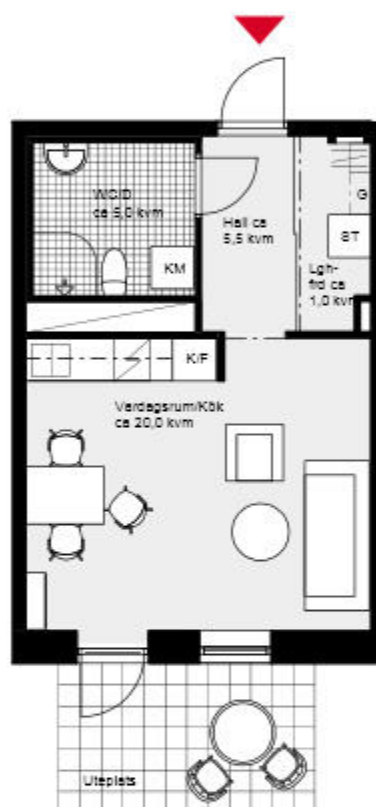 WC/D
ca 5,0 kvm
KM
Hall ca
5,5 kvm
G
ST
Lgh-
frd ca
1,0 kvm
K/F
Vardagsrum/Kök
ca 20,0 kvm
Uteplats